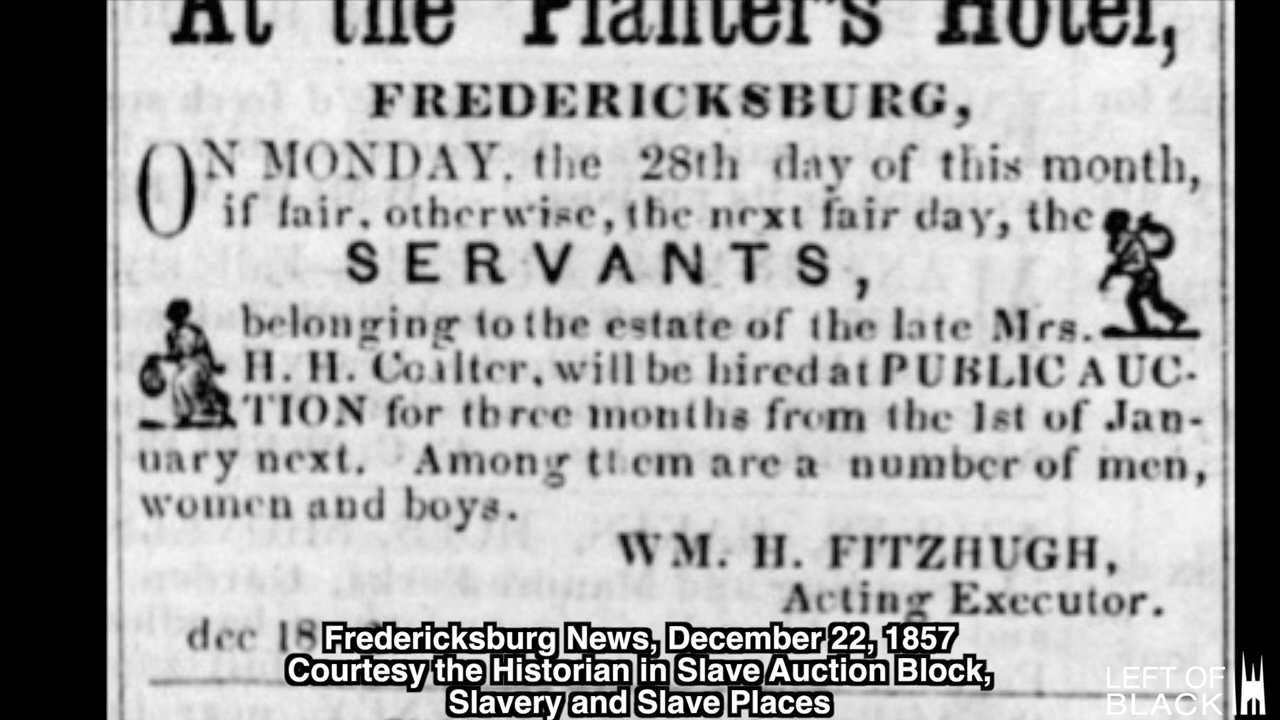 At the Planter's Hotel,
FREDERICKSBURG,
ON MONDAY, the 28th day of this month,
if fair, otherwise, the next fair day, the
SERVANTS,
belonging to the estate of the late Mrs.
H. H. Coalter, will be hired at PUBLIC AUC-
TION for three months from the 1st of Jan-
uary next. Among them are a number of men,
women and boys.
WM. H. FITZHUGH,
Acting Executor.
dec 18
Fredericksburg News, December 22, 1857
Courtesy the Historian in Slave Auction Block,
Slavery and Slave Places
LEFT OF
BLACK